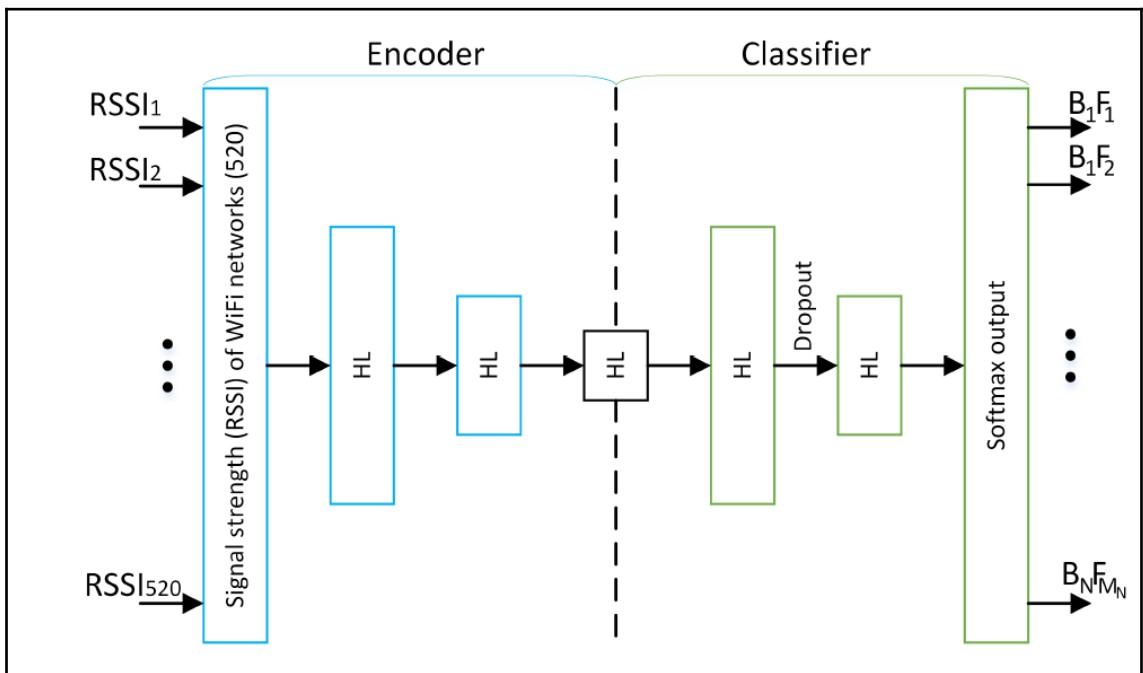 Encoder
Classifier
RSSI1
RSSI2
RSSI520
Signal strength (RSSI) of WiFi networks (520)
HL
HL
HL
HL
Dropout
HL
Softmax output
B1F1
B1F2
BNFMN